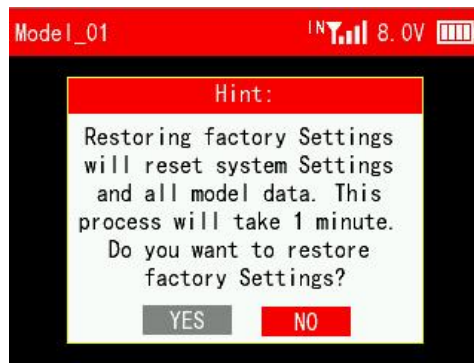 Model_01 IN 8.0V
Hint:
Restoring factory Settings
will reset system Settings
and all model data. This
process will take 1 minute.
Do you want to restore
factory Settings?
YES NO